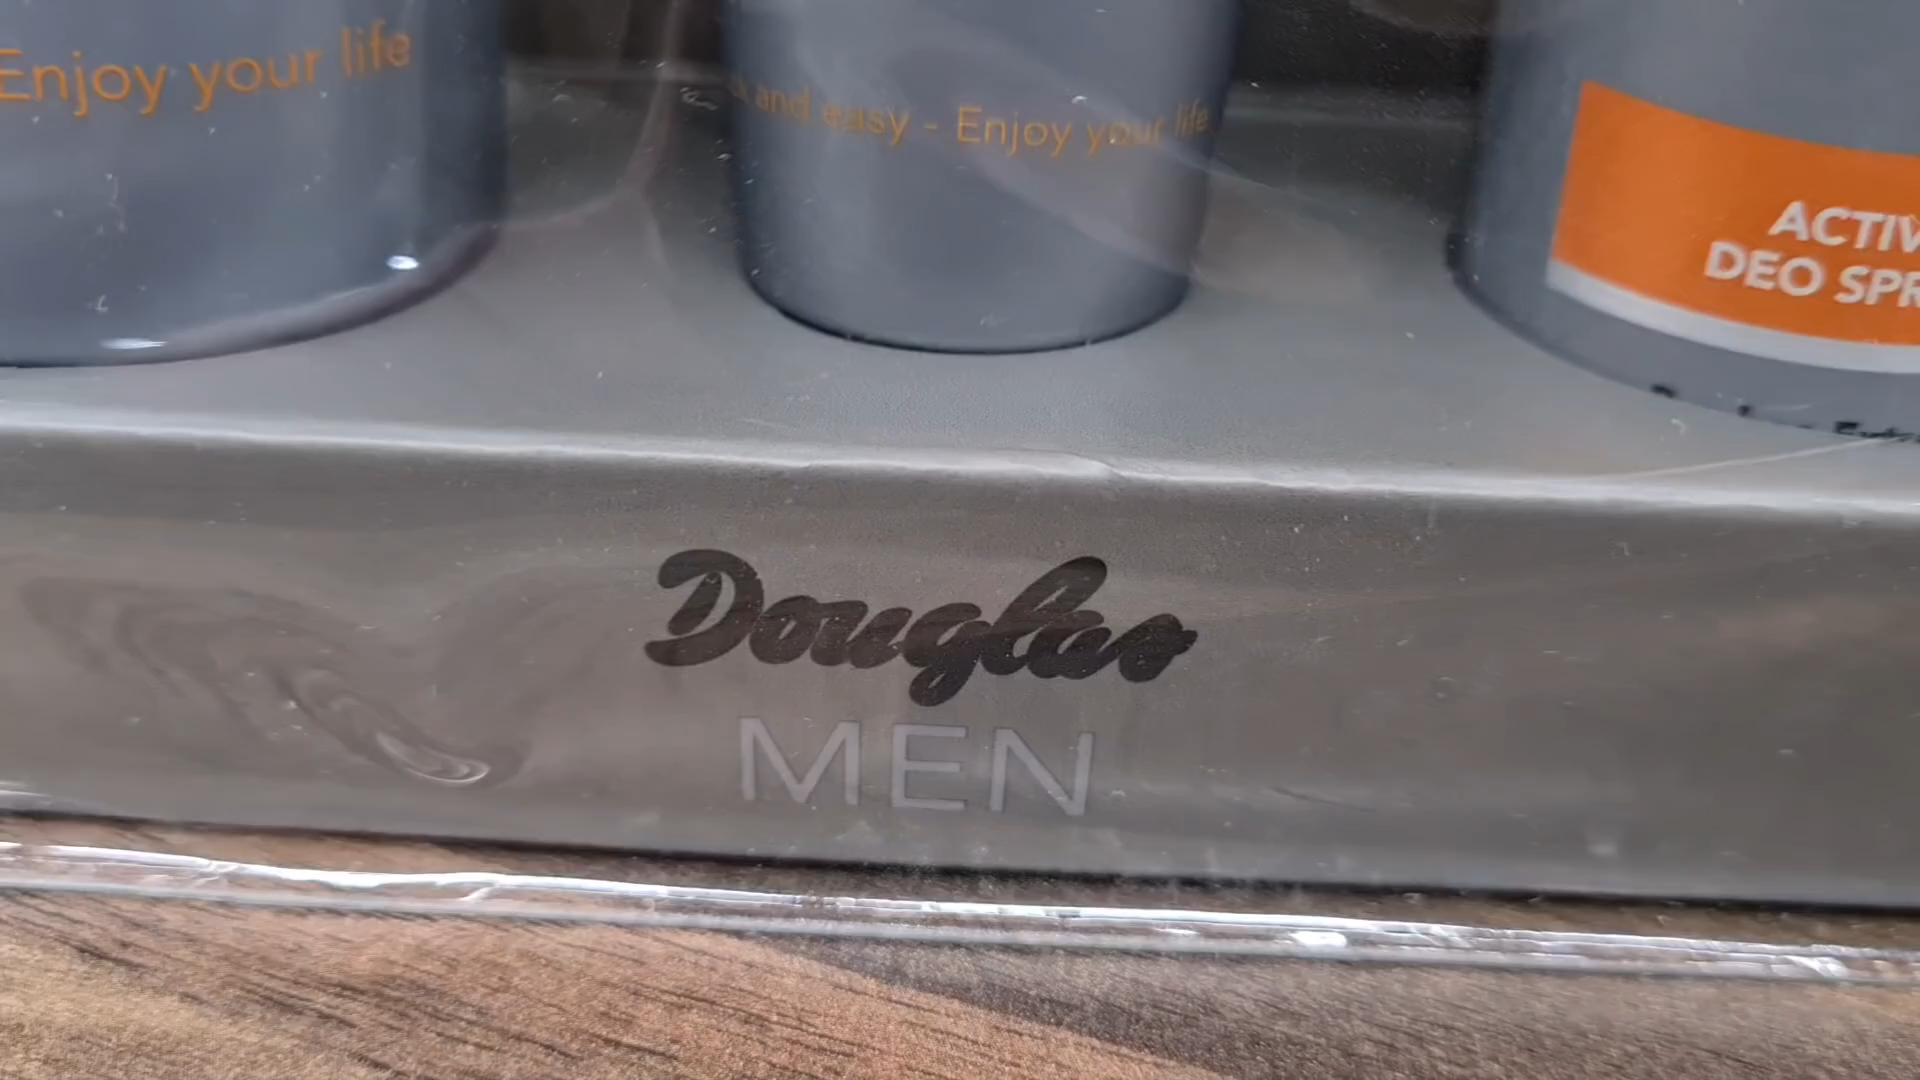 Enjoy your life
and easy - Enjoy your life
ACTIV
DEO SPR
Douglas
MEN